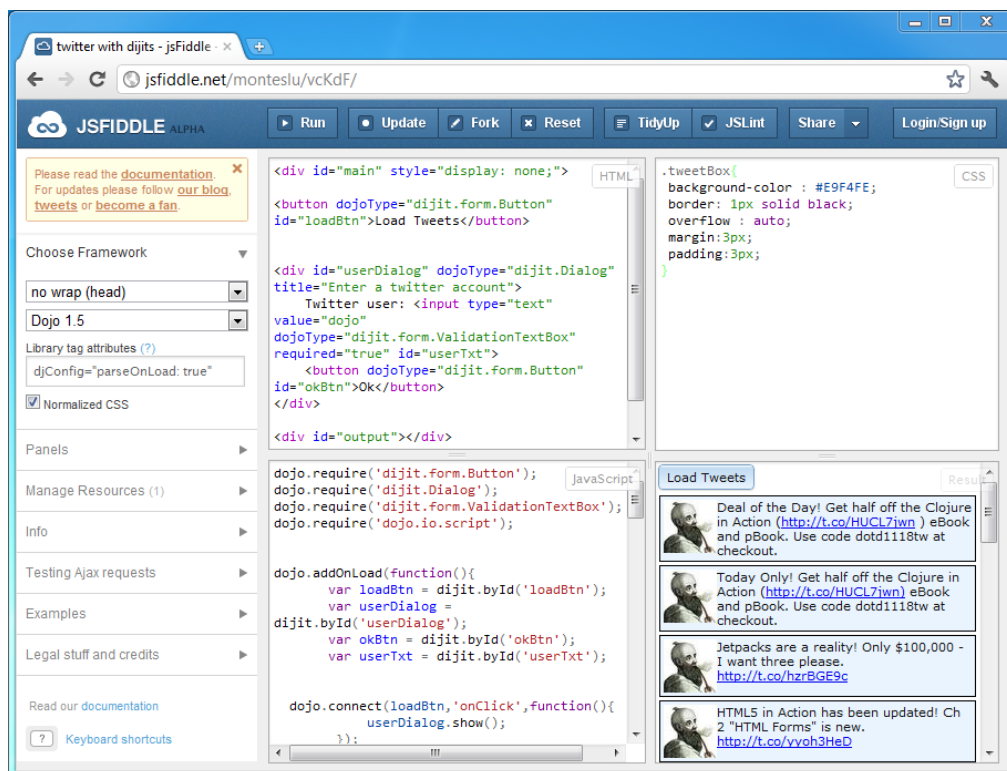 twitter with dijits - jsFiddle -
jsfiddle.net/monteslu/vcKdF/
JSFIDDLE ALPHA
Run
Update
Fork
Reset
TidyUp
JSLint
Share
Login/Sign up
Please read the documentation.
For updates please follow our blog,
tweets or become a fan.
Choose Framework
no wrap (head)
Dojo 1.5
Library tag attributes (?)
djConfig="parseOnLoad: true"
Normalized CSS
Panels
Manage Resources (1)
Info
Testing Ajax requests
Examples
Legal stuff and credits
Read our documentation
? Keyboard shortcuts
HTML
<div id="main" style="display: none;">
<button dojoType="dijit.form.Button"
id="loadBtn">Load Tweets</button>
<div id="userDialog" dojoType="dijit.Dialog"
title="Enter a twitter account">
Twitter user: <input type="text"
value="dojo"
dojoType="dijit.form.ValidationTextBox"
required="true" id="userTxt">
<button dojoType="dijit.form.Button"
id="okBtn">Ok</button>
</div>
<div id="output"></div>
CSS
.tweetBox{
background-color : #E9F4FE;
border: 1px solid black;
overflow : auto;
margin:3px;
padding:3px;
}
JavaScript
dojo.require('dijit.form.Button');
dojo.require('dijit.Dialog');
dojo.require('dijit.form.ValidationTextBox');
dojo.require('dojo.io.script');
dojo.addOnLoad(function(){
var loadBtn = dijit.byId('loadBtn');
var userDialog =
dijit.byId('userDialog');
var okBtn = dijit.byId('okBtn');
var userTxt = dijit.byId('userTxt');
dojo.connect(loadBtn,'onClick',function(){
userDialog.show();
});
Load Tweets
Result
Deal of the Day! Get half off the Clojure
in Action (http://t.co/HUCL7jwn ) eBook
and pBook. Use code dotd1118tw at
checkout.
Today Only! Get half off the Clojure in
Action (http://t.co/HUCL7jwn) eBook
and pBook. Use code dotd1118tw at
checkout.
Jetpacks are a reality! Only $100,000 -
I want three please.
http://t.co/hzrBGE9c
HTML5 in Action has been updated! Ch
2 "HTML Forms" is new.
http://t.co/yyoh3HeD